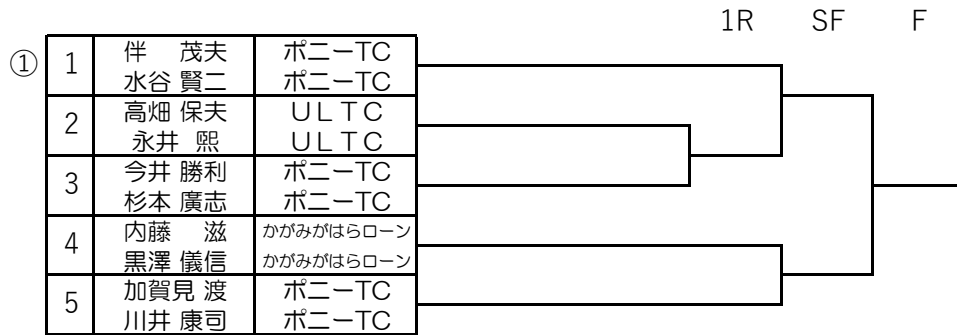 1R SF F
① 1 伴 茂夫 ポニーTC
水谷 賢二 ポニーTC
2 高畑 保夫 ULTC
永井 熙 ULTC
3 今井 勝利 ポニーTC
杉本 廣志 ポニーTC
4 内藤 滋 かがみがはらローン
黒澤 儀信 かがみがはらローン
5 加賀見 渡 ポニーTC
川井 康司 ポニーTC